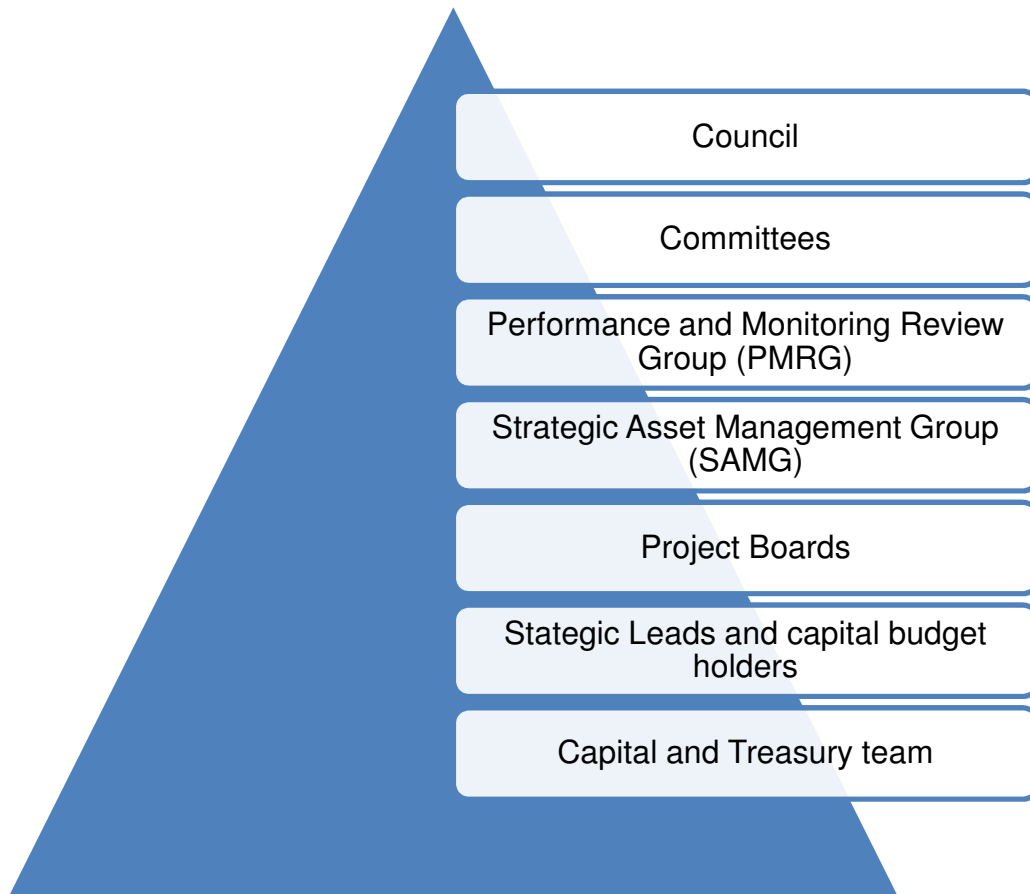 Council
Committees
Performance and Monitoring Review
Group (PMRG)
Strategic Asset Management Group
(SAMG)
Project Boards
Stategic Leads and capital budget
holders
Capital and Treasury team